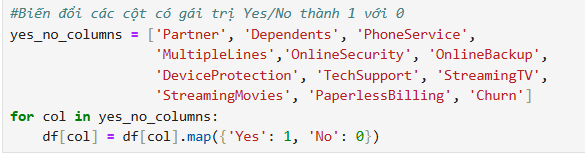 #Biến đổi các cột có gái trị Yes/No thành 1 với 0
yes_no_columns = ['Partner', 'Dependents', 'PhoneService',
'MultipleLines','OnlineSecurity', 'OnlineBackup',
'DeviceProtection', 'TechSupport', 'StreamingTV',
'StreamingMovies', 'PaperlessBilling', 'Churn']
for col in yes_no_columns:
df[col] = df[col].map({'Yes': 1, 'No': 0})